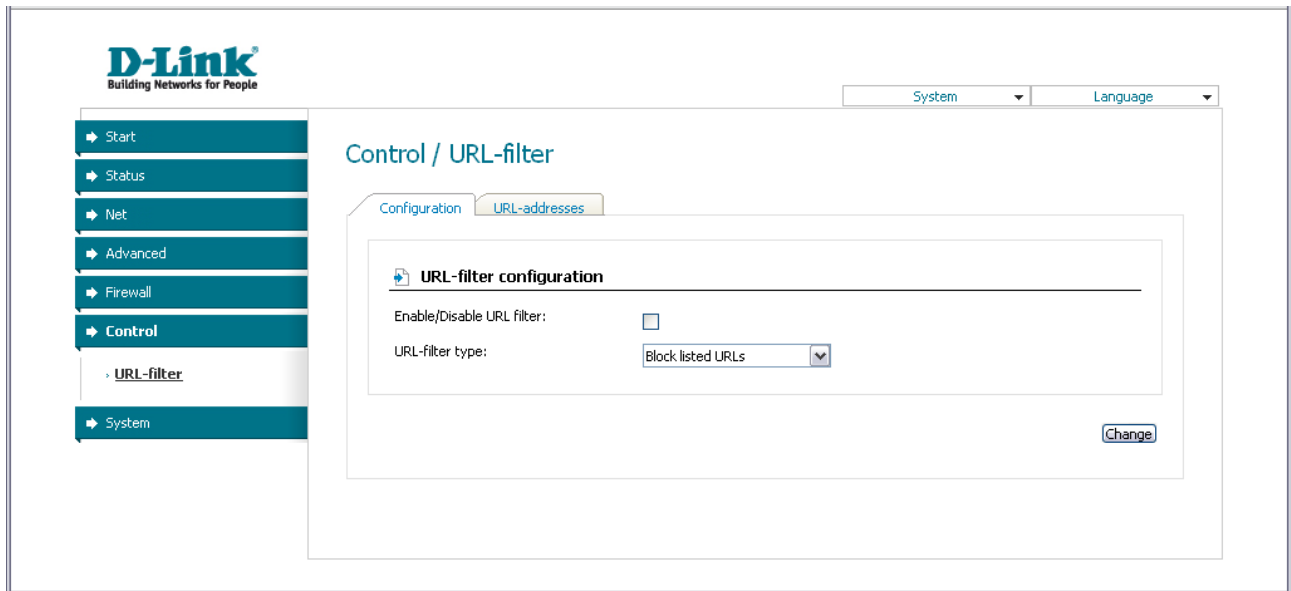 D-Link®
Building Networks for People
System
Language
Start
Status
Net
Advanced
Firewall
Control
URL-filter
System
Control / URL-filter
Configuration
URL-addresses
URL-filter configuration
Enable/Disable URL filter:
URL-filter type:
Block listed URLs
Change